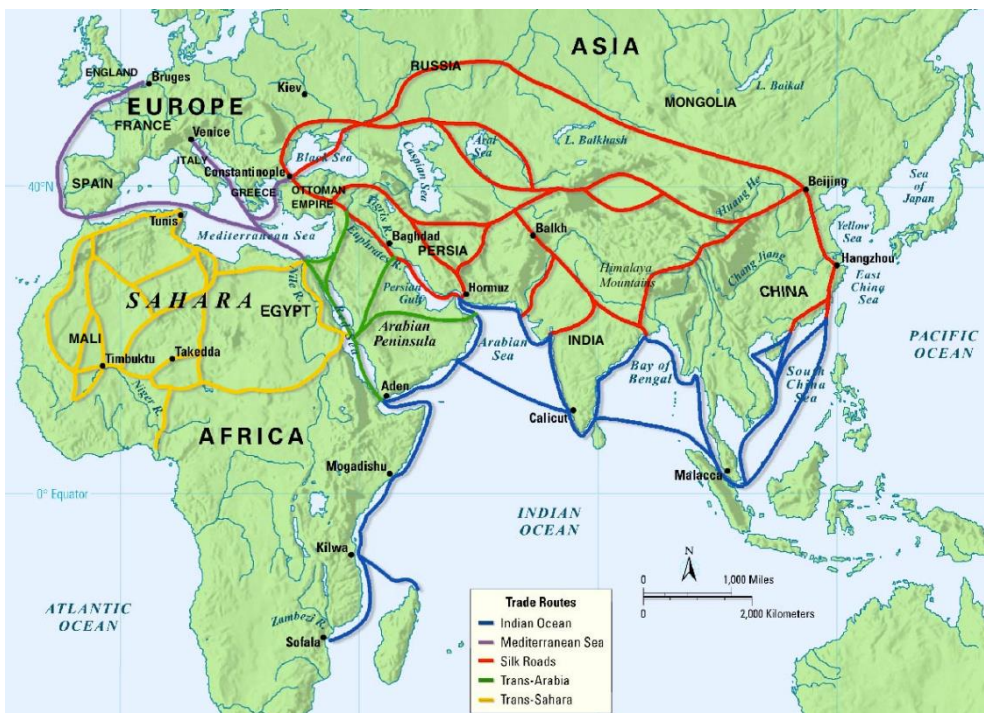 ASIA
RUSSIA
ENGLAND
Bruges
Kiev
L. Baikal
MONGOLIA
EUROPE
FRANCE
Venice
ITALY
Black Sea
Aral
Sea
L. Balkhash
Caspian Sea
Constantinople
SPAIN
GREECE
OTTOMAN
EMPIRE
40°N
Beijing
Sea
of
Japan
Huang He
Tunis
Mediterranean Sea
Tigris R.
Euphrates R.
Baghdad
PERSIA
Balkh
Yellow
Sea
Hangzhou
East
China
Sea
Himalaya
Mountains
Chang Jiang
CHINA
SAHARA
Nile R.
EGYPT
Red Sea
Persian
Gulf
Hormuz
Arabian
Peninsula
INDIA
MALI
Timbuktu
Takedda
Arabian
Sea
Bay of
Bengal
South
China
Sea
PACIFIC
OCEAN
Niger R.
Aden
Calicut
AFRICA
Mogadishu
Malacca
0° Equator
INDIAN
OCEAN
Kilwa
N
0 1,000 Miles
0 2,000 Kilometers
ATLANTIC
OCEAN
Zambezi R.
Sofala
Trade Routes
Indian Ocean
Mediterranean Sea
Silk Roads
Trans-Arabia
Trans-Sahara